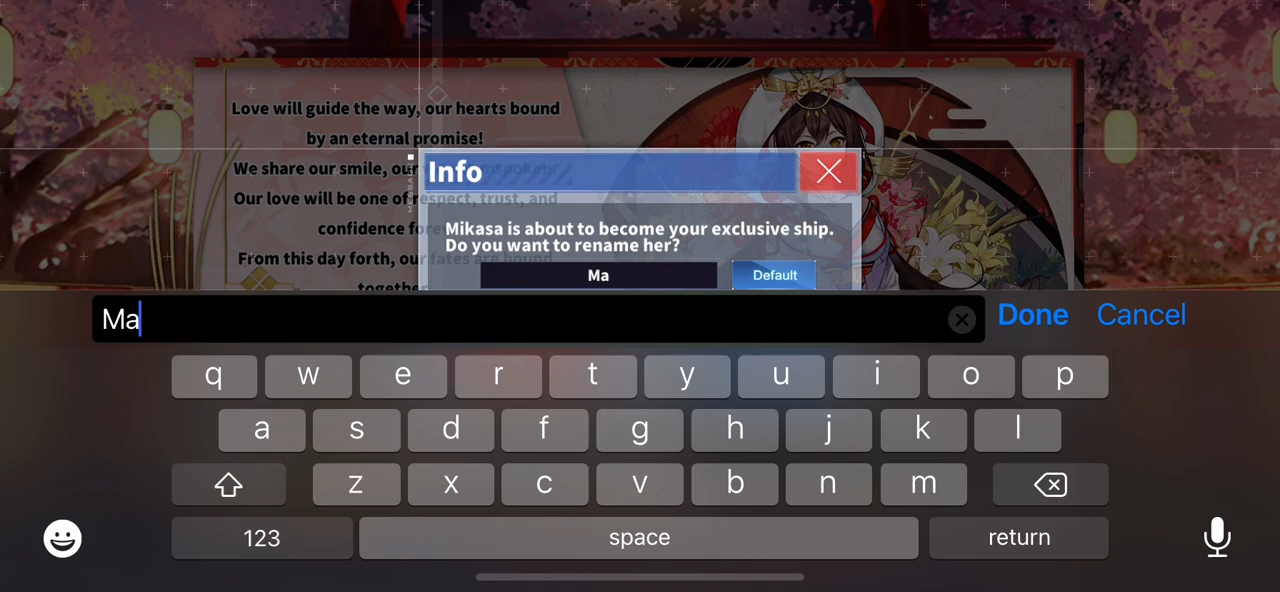 Love will guide the way, our hearts bound
by an eternal promise!
We share our smile, our
Our love will be one of respect, trust, and
confidence
From this day forth, our fates are bound
together
Info
Mikasa is about to become your exclusive ship.
Do you want to rename her?
Ma
Default
Ma
Done
Cancel
q w e r t y u i o p
a s d f g h j k l
z x c v b n m
123
space
return